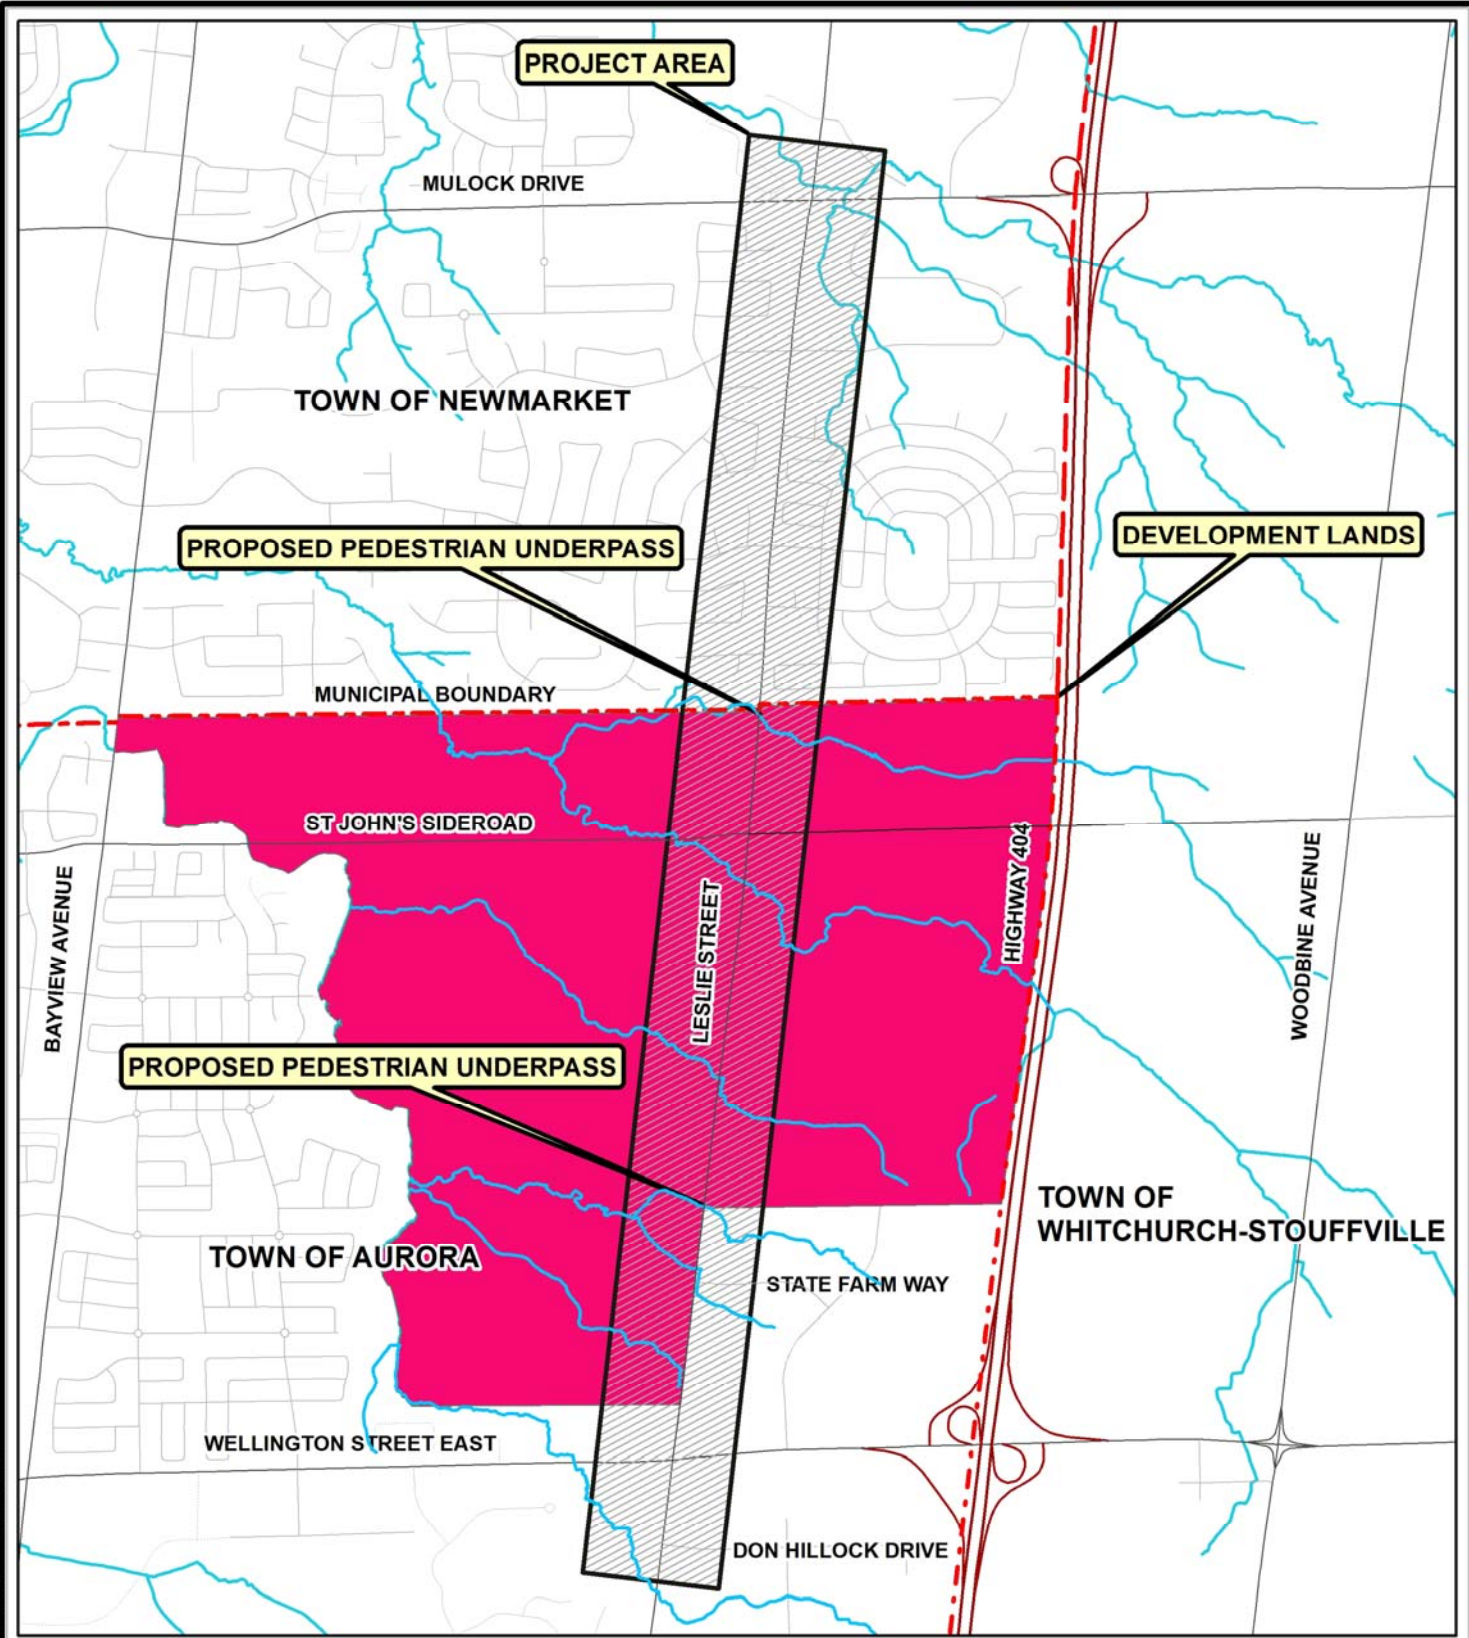 PROJECT AREA
MULOCK DRIVE
TOWN OF NEWMARKET
DEVELOPMENT LANDS
PROPOSED PEDESTRIAN UNDERPASS
MUNICIPAL BOUNDARY
ST JOHN'S SIDEROAD
HIGHWAY 404
WOODBINE AVENUE
BAYVIEW AVENUE
LESLIE STREET
PROPOSED PEDESTRIAN UNDERPASS
TOWN OF
WHITCHURCH-STOUFFVILLE
TOWN OF AURORA
STATE FARM WAY
WELLINGTON STREET EAST
DON HILLOCK DRIVE